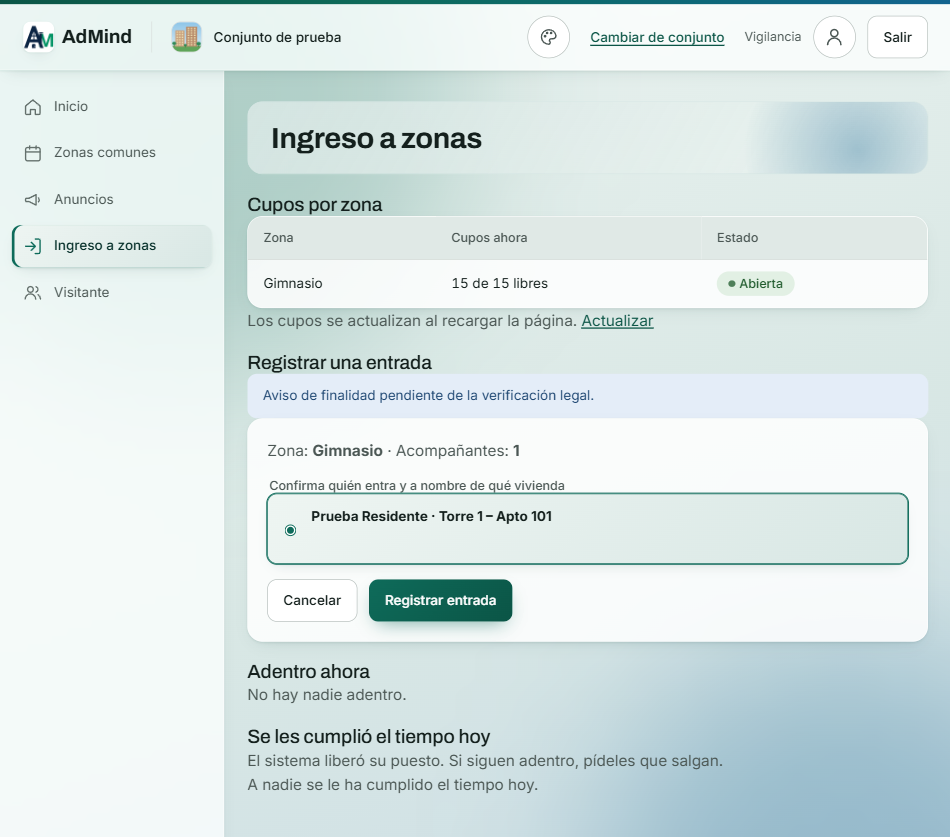 AM AdMind
Conjunto de prueba
Cambiar de conjunto
Vigilancia
Salir
Inicio
Zonas comunes
Anuncios
Ingreso a zonas
Visitante
Ingreso a zonas
Cupos por zona
Zona Cupos ahora Estado
Gimnasio 15 de 15 libres Abierta
Los cupos se actualizan al recargar la página. Actualizar
Registrar una entrada
Aviso de finalidad pendiente de la verificación legal.
Zona: Gimnasio · Acompañantes: 1
Confirma quién entra y a nombre de qué vivienda
Prueba Residente · Torre 1 – Apto 101
Cancelar
Registrar entrada
Adentro ahora
No hay nadie adentro.
Se les cumplió el tiempo hoy
El sistema liberó su puesto. Si siguen adentro, pídeles que salgan.
A nadie se le ha cumplido el tiempo hoy.